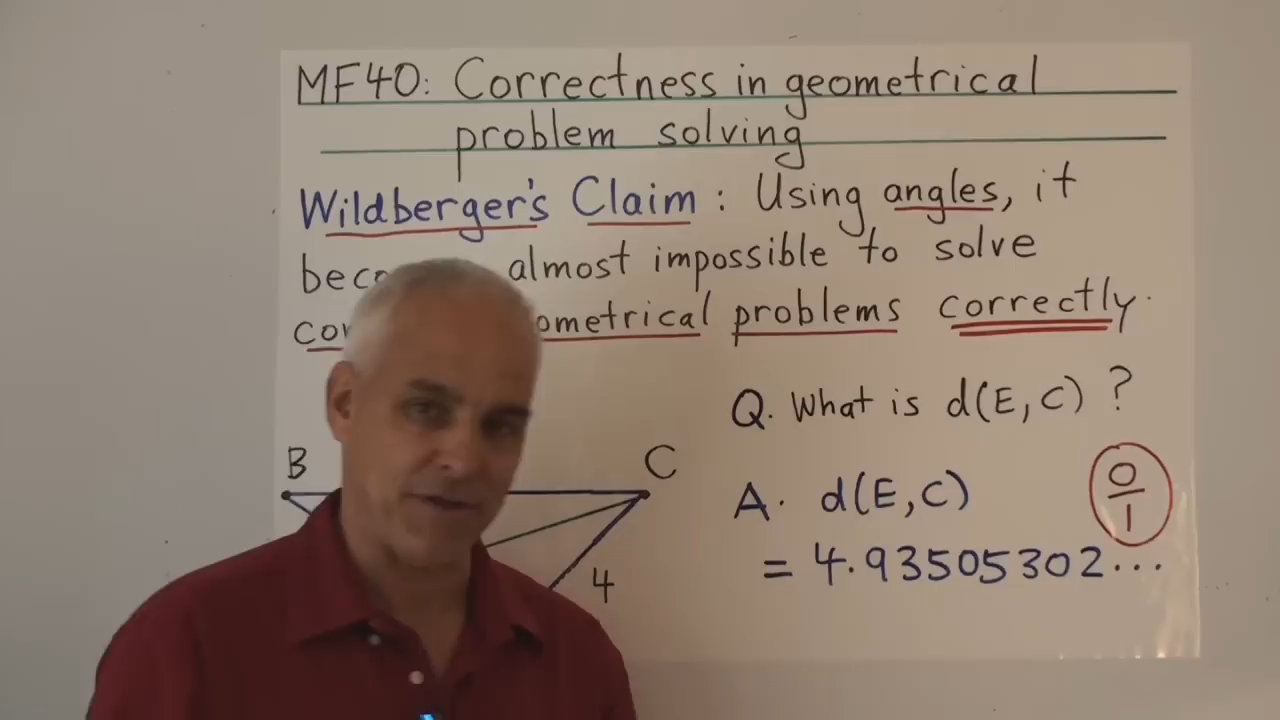 MF40: Correctness in geometrical
problem solving
Wildberger's Claim: Using angles, it
almost impossible to solve
problems correctly.
Q. What is d(E,C)?
B
C
A. d(E,C)
0
1
= 4.93505302...
4